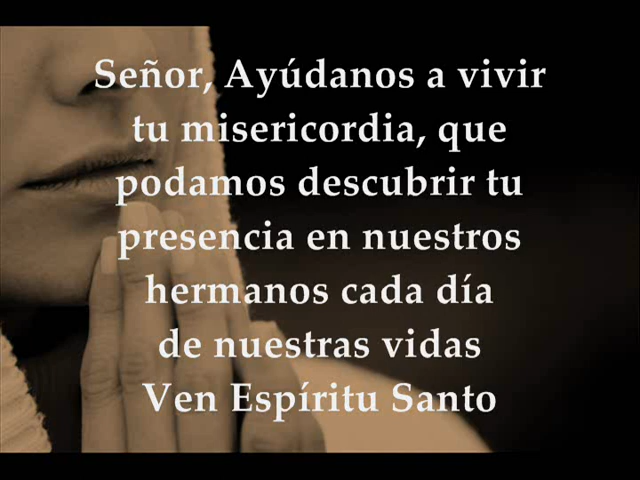 Señor, Ayúdanos a vivir
tu misericordia, que
podamos descubrir tu
presencia en nuestros
hermanos cada día
de nuestras vidas
Ven Espíritu Santo